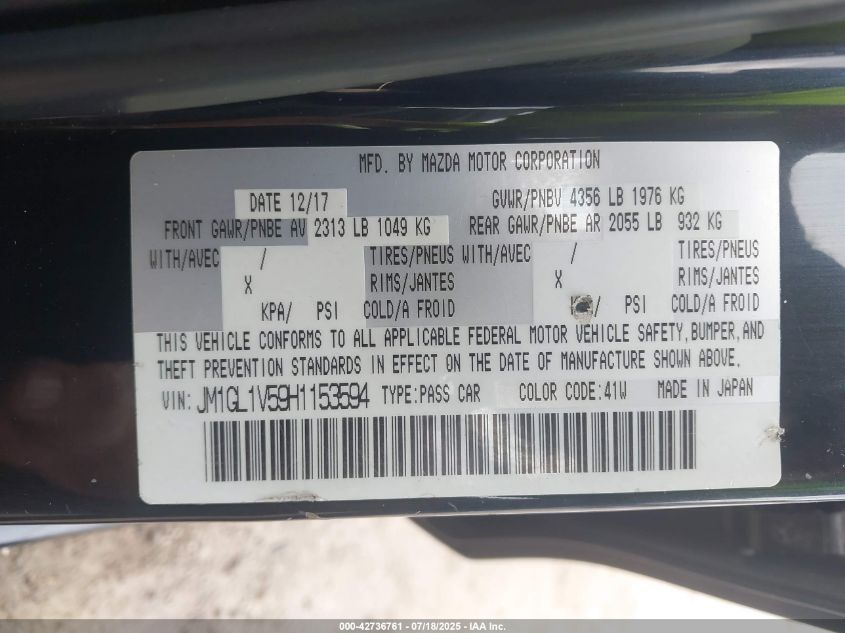 MFD. BY MAZDA MOTOR CORPORATION
DATE 12/17 GVWR/PNBV 4356 LB 1976 KG
FRONT GAWR/PNBE AV 2313 LB 1049 KG REAR GAWR/PNBE AR 2055 LB 932 KG
WITH/AVEC / TIRES/PNEUS WITH/AVEC / TIRES/PNEUS
X RIMS/JANTES X RIMS/JANTES
KPA/ PSI COLD/A FROID / PSI COLD/A FROID
THIS VEHICLE CONFORMS TO ALL APPLICABLE FEDERAL MOTOR VEHICLE SAFETY,BUMPER,AND
THEFT PREVENTION STANDARDS IN EFFECT ON THE DATE OF MANUFACTURE SHOWN ABOVE.
VIN: JM1GL1V59H1153594 TYPE:PASS CAR COLOR CODE:41W MADE IN JAPAN
000-42736761 - 07/18/2025 - IAA Inc.